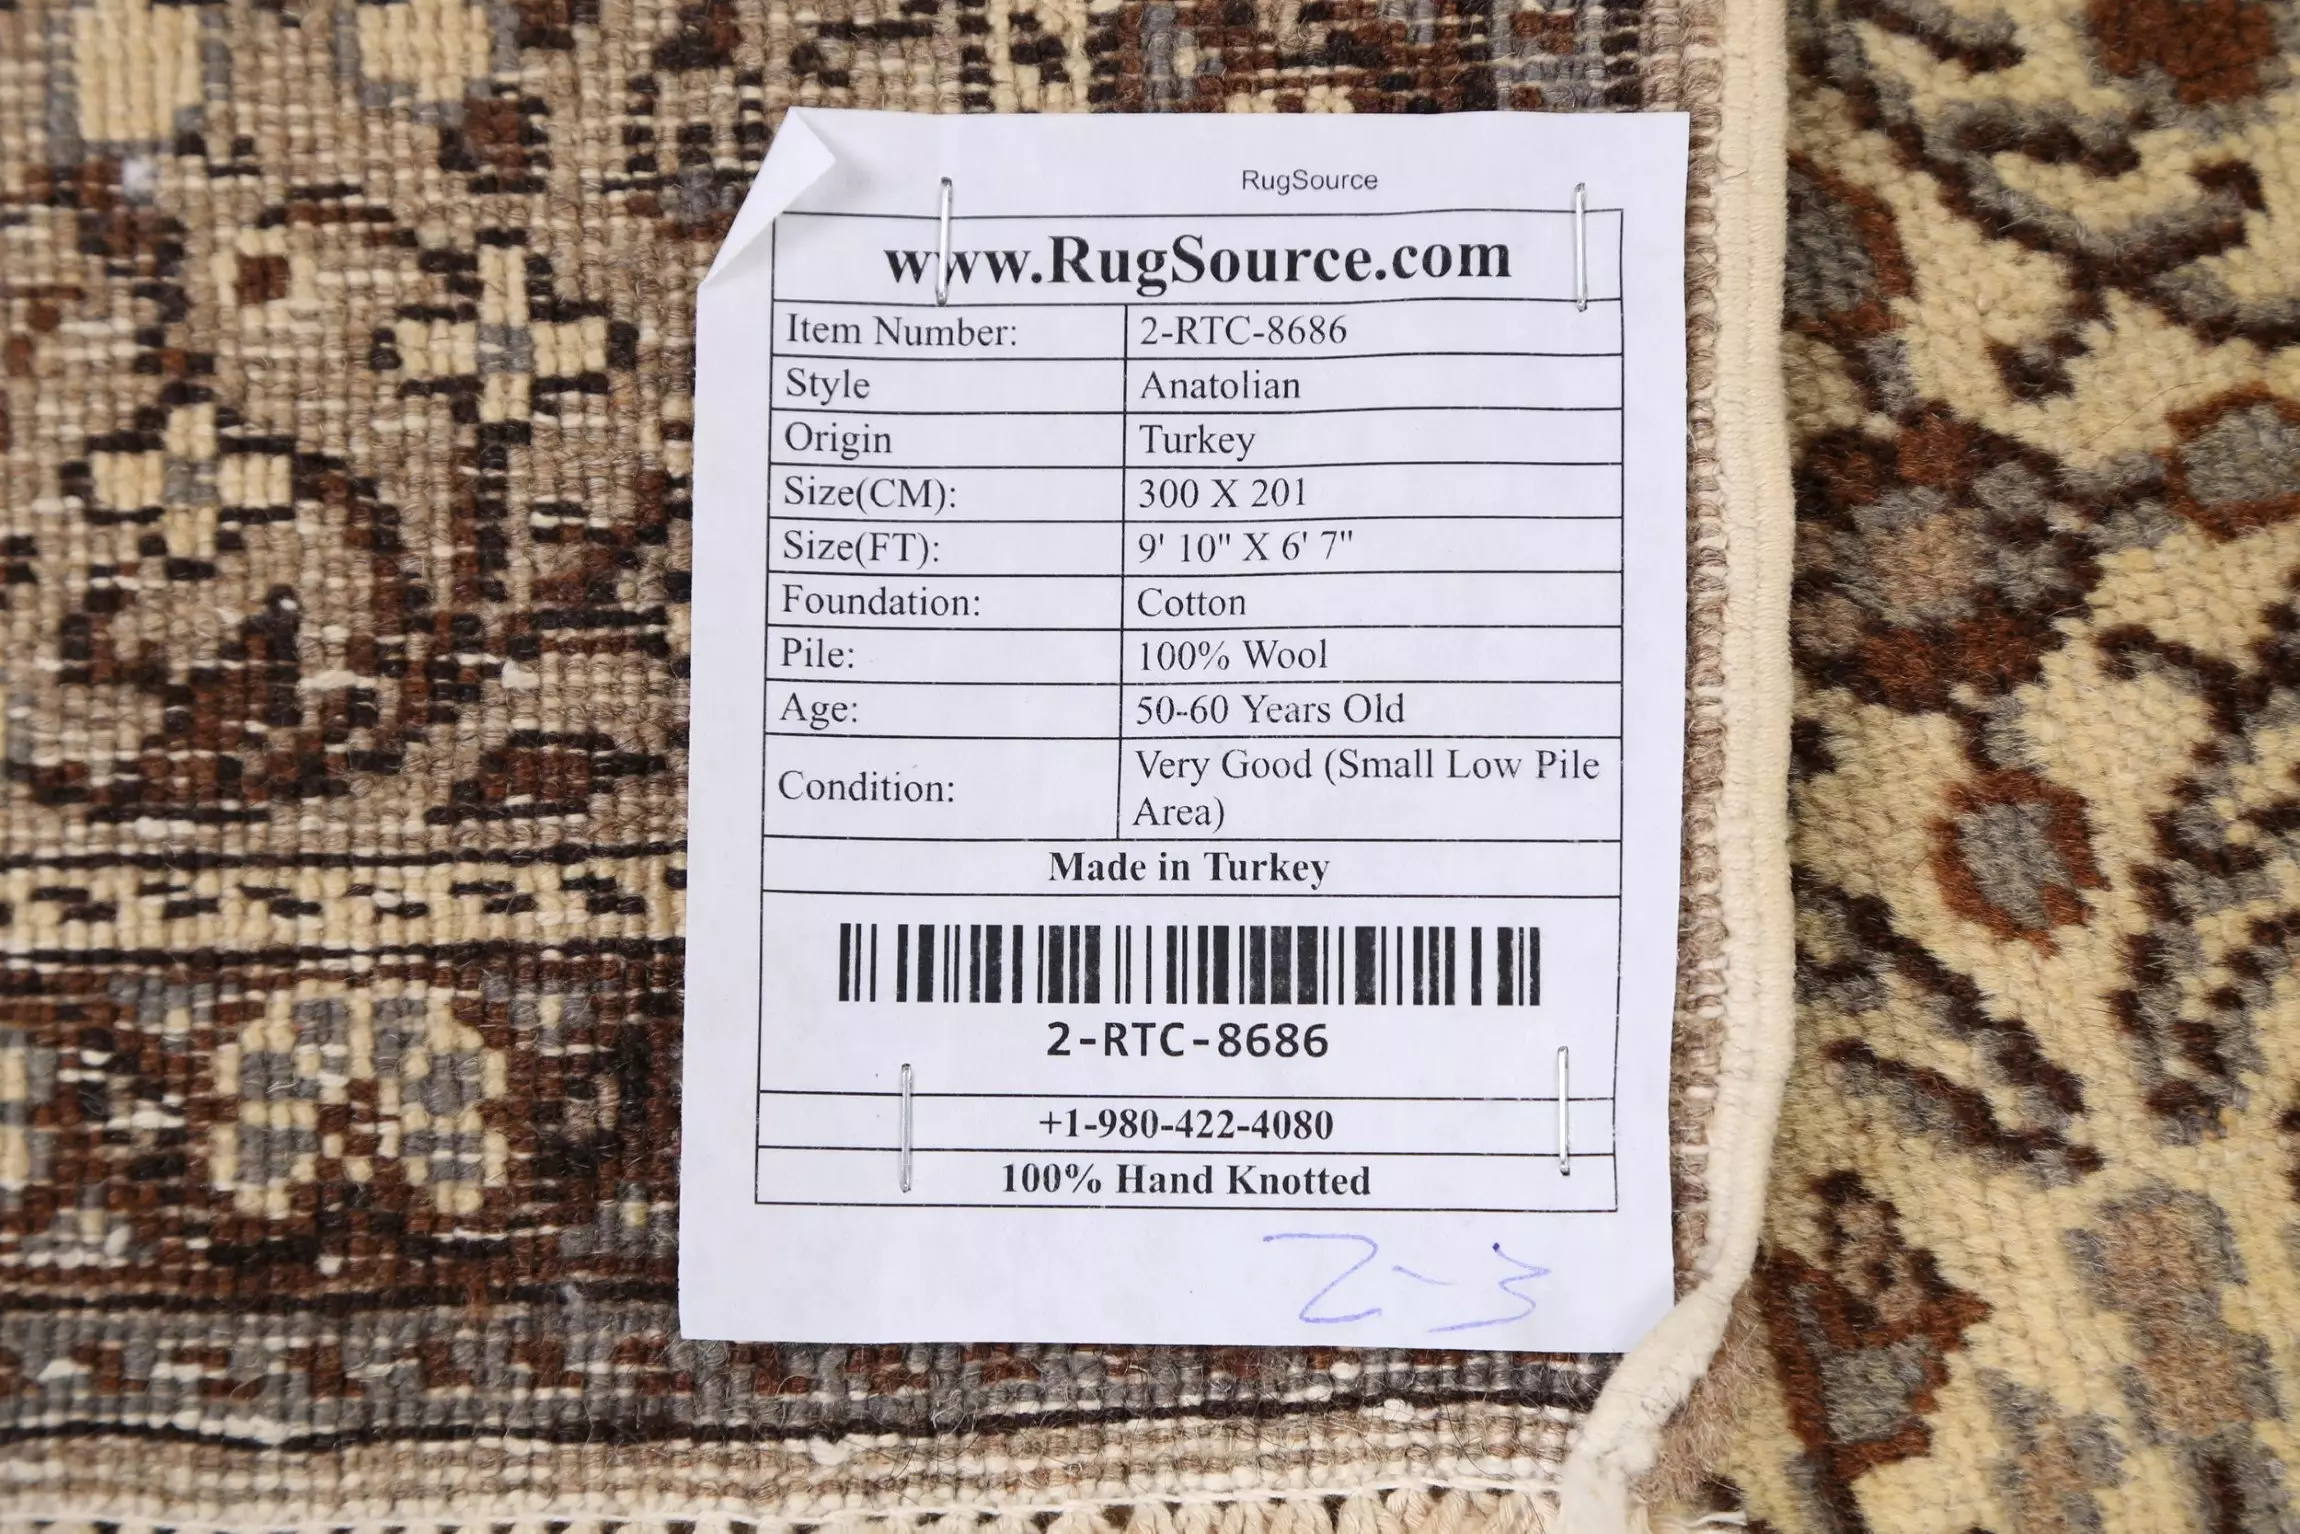 RugSource
www.RugSource.com
Item Number: 2-RTC-8686
Style Anatolian
Origin Turkey
Size(CM): 300 X 201
Size(FT): 9' 10" X 6' 7"
Foundation: Cotton
Pile: 100% Wool
Age: 50-60 Years Old
Condition: Very Good (Small Low Pile
Area)
Made in Turkey
2-RTC-8686
+1-980-422-4080
100% Hand Knotted
2-3